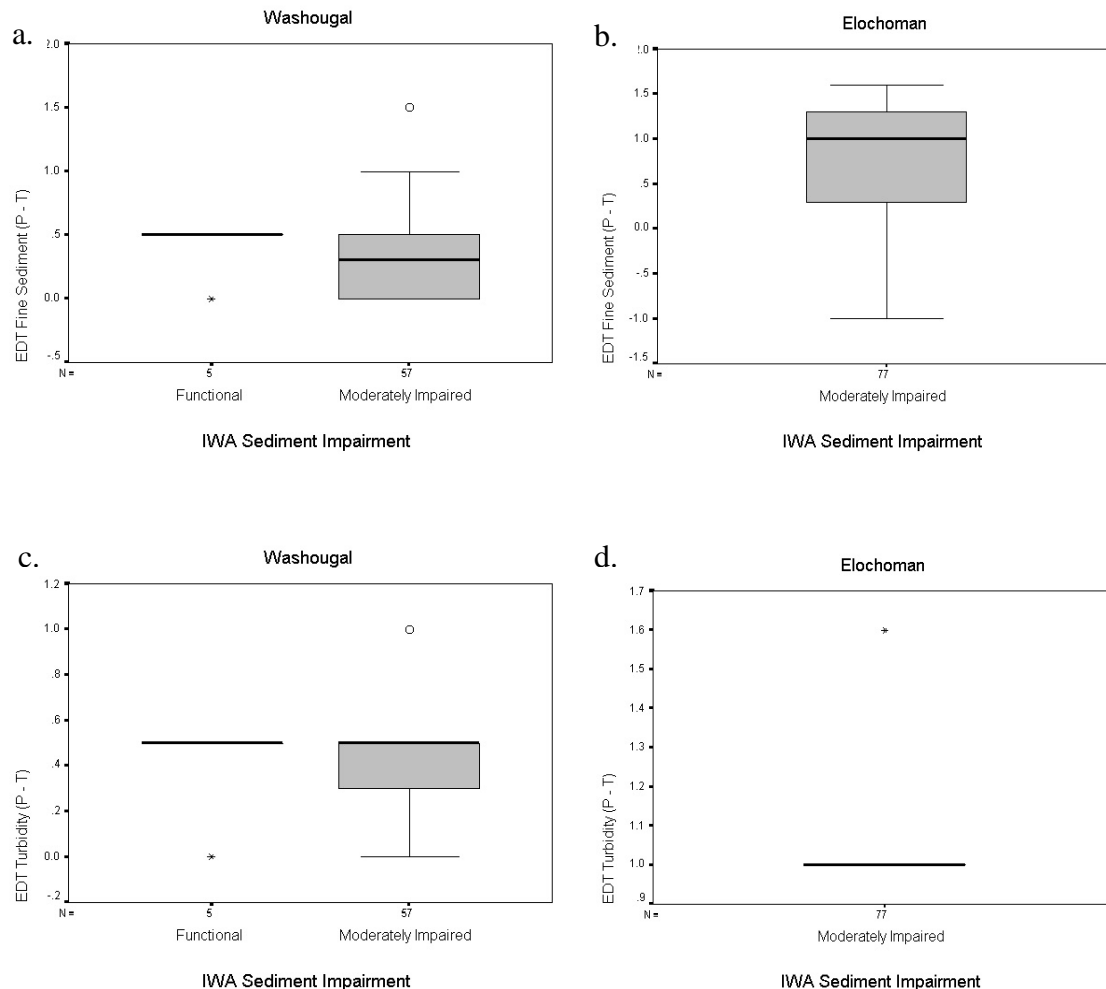 a.
Washougal
EDT Fine Sediment (P - T)
2.0
1.5
1.0
.5
0.0
-.5
N =
5
57
Functional
Moderately Impaired
IWA Sediment Impairment
b.
Elochoman
EDT Fine Sediment (P - T)
2.0
1.5
1.0
.5
0.0
-.5
-1.0
-1.5
N =
77
Moderately Impaired
IWA Sediment Impairment
c.
Washougal
EDT Turbidity (P - T)
1.2
1.0
.8
.6
.4
.2
0.0
-.2
N =
5
57
Functional
Moderately Impaired
IWA Sediment Impairment
d.
Elochoman
EDT Turbidity (P - T)
1.7
1.6
1.5
1.4
1.3
1.2
1.1
1.0
.9
N =
77
Moderately Impaired
IWA Sediment Impairment